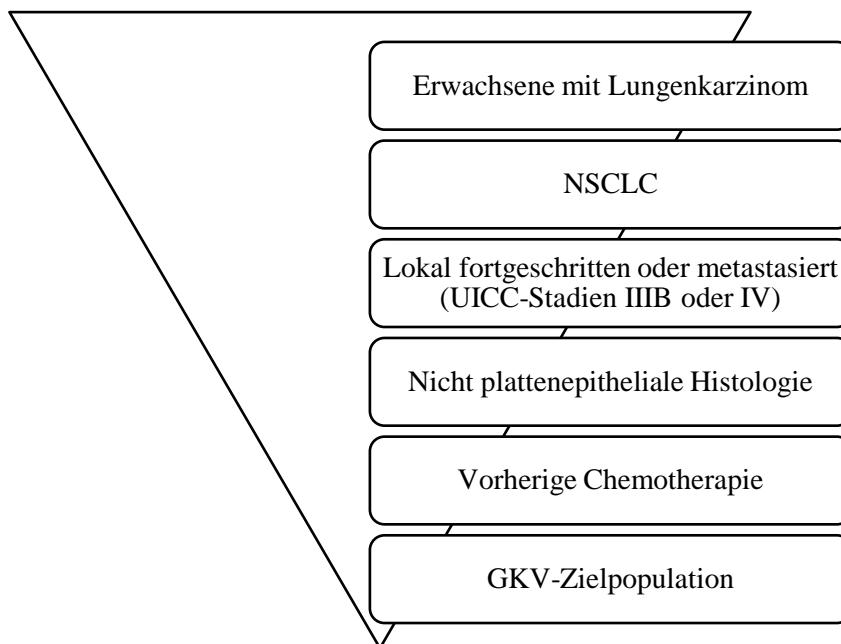 Erwachsene mit Lungenkarzinom
NSCLC
Lokal fortgeschritten oder metastasiert
(UICC-Stadien IIIB oder IV)
Nicht plattenepitheliale Histologie
Vorherige Chemotherapie
GKV-Zielpopulation